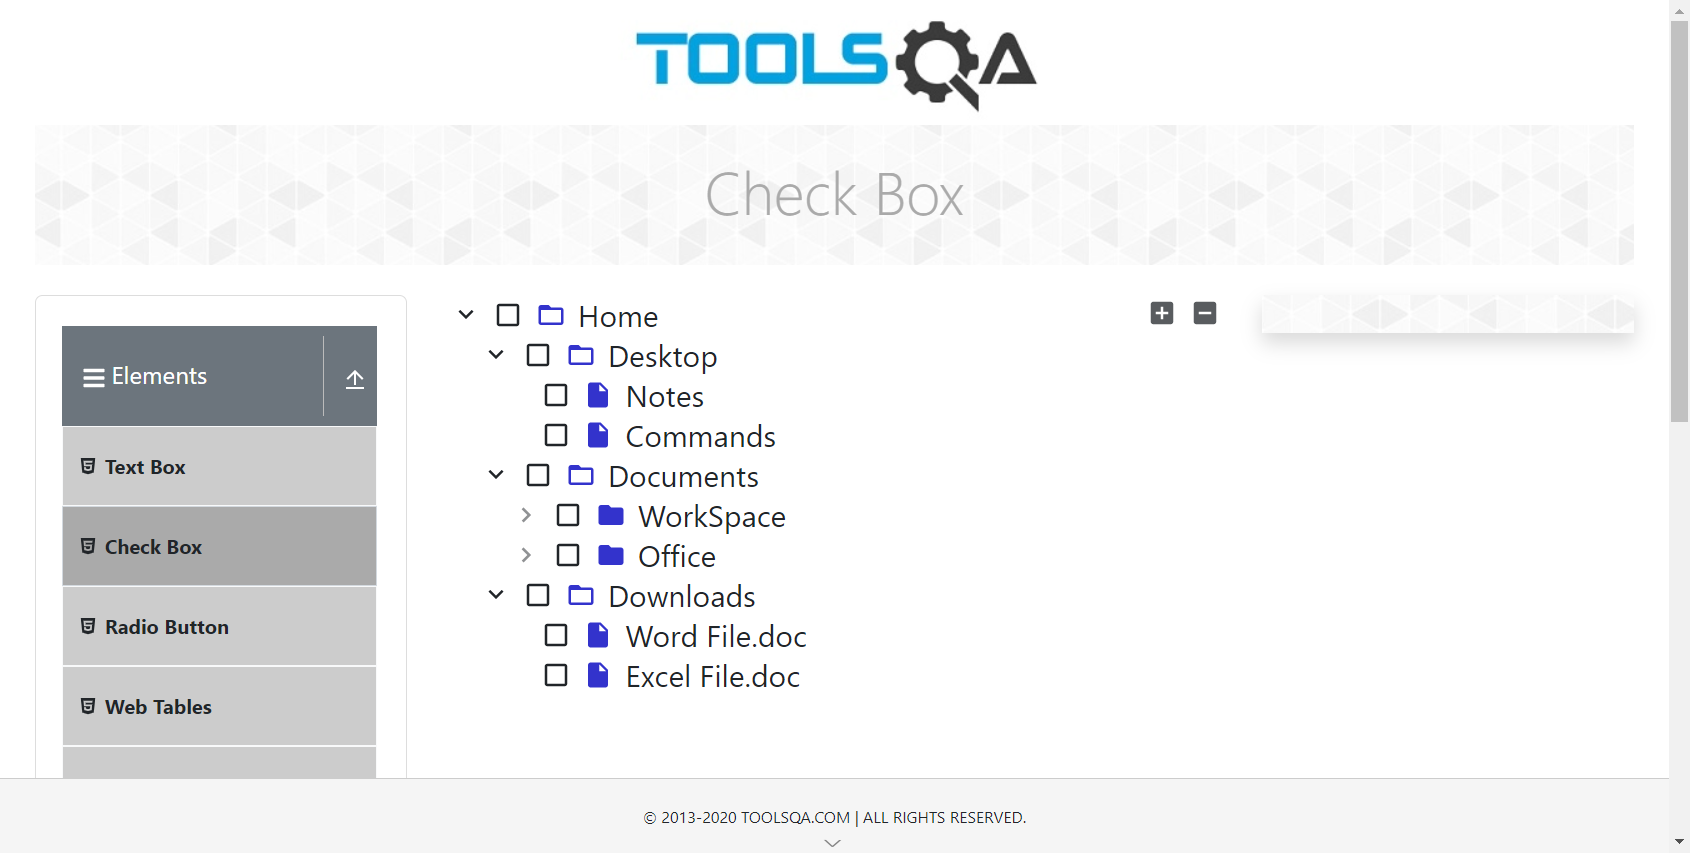 TOOLSQA
Check Box
Elements
Text Box
Check Box
Radio Button
Web Tables
Home
Desktop
Notes
Commands
Documents
WorkSpace
Office
Downloads
Word File.doc
Excel File.doc
© 2013-2020 TOOLSQA.COM | ALL RIGHTS RESERVED.